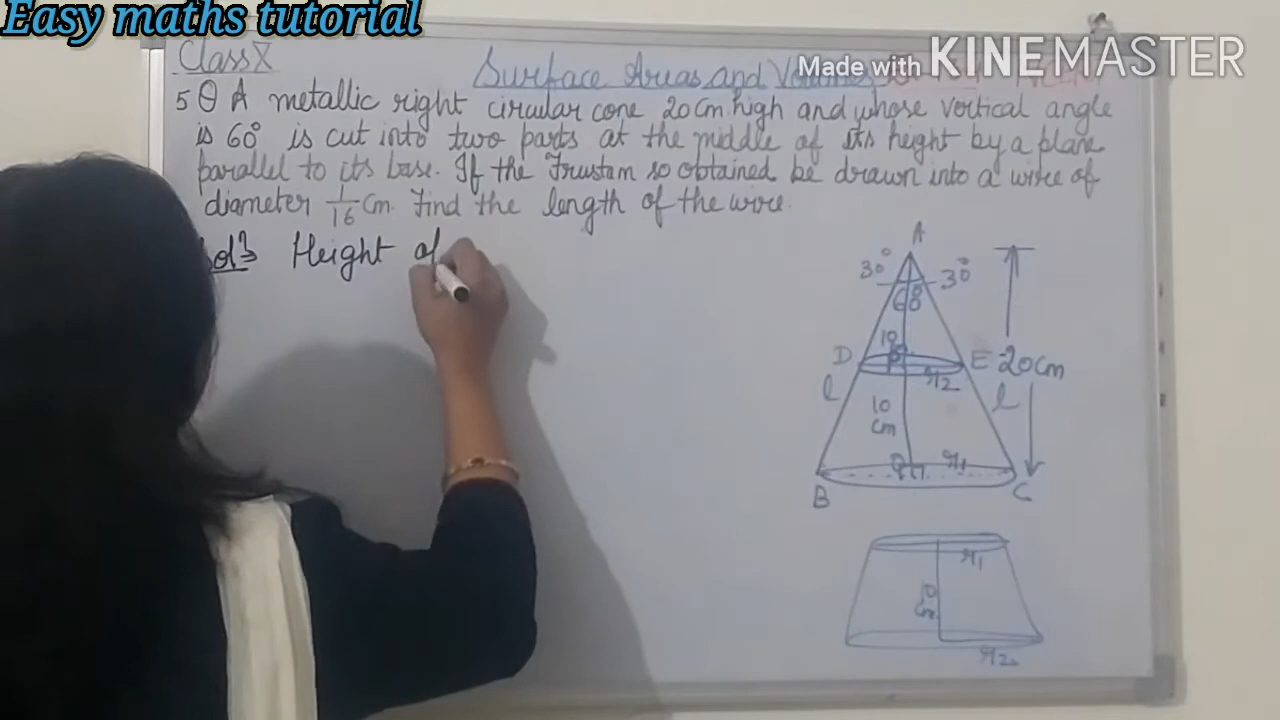 Easy maths tutorial
Made with KINEMASTER
Class X
Surface Areas and Volumes
5 Q A metallic right circular cone 20cm. high and whose vertical angle
is 60° is cut into two parts at the middle of its height by a plane
parallel to its base. If the Frustum so obtained be drawn into a wire of
diameter 1/16 cm. Find the length of the wire.
Height of
A
30° 30°
60°
10
D E
r2
20cm
l l
10
cm
r1
B C
r1
10
cm
r2